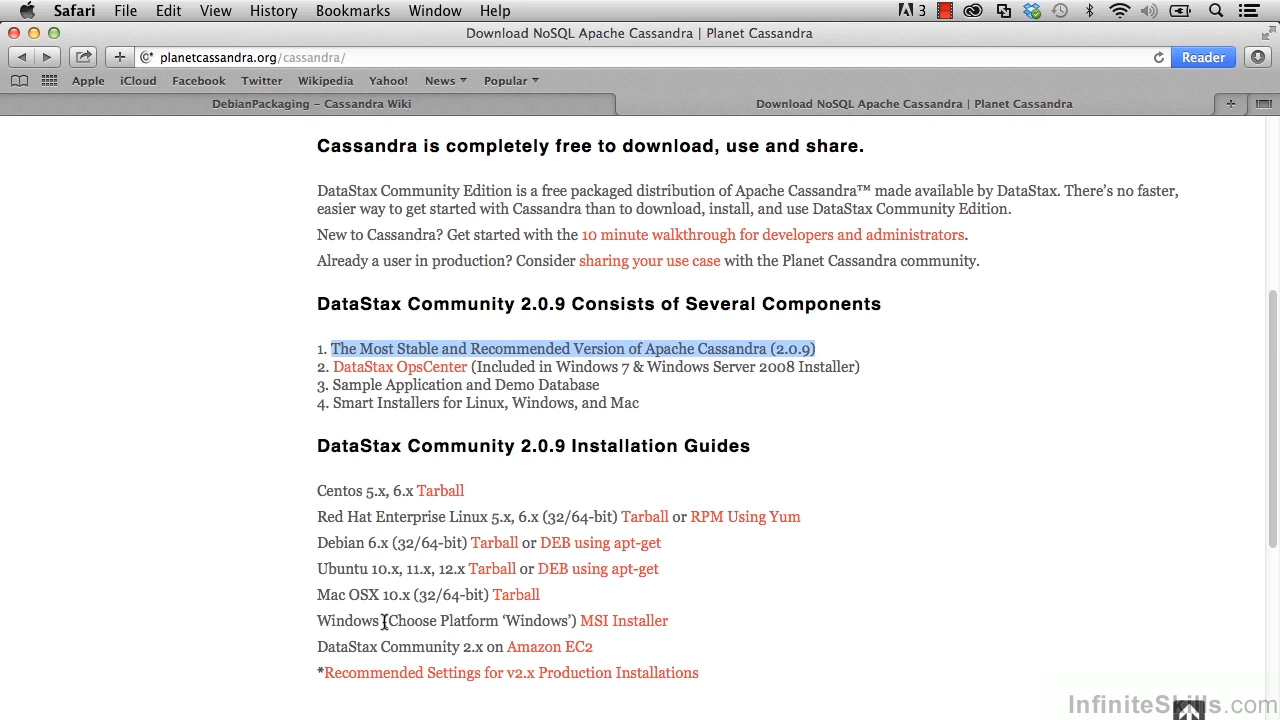 Safari File Edit View History Bookmarks Window Help 3
Download NoSQL Apache Cassandra | Planet Cassandra
planetcassandra.org/cassandra/ Reader
Apple iCloud Facebook Twitter Wikipedia Yahoo! News Popular
DebianPackaging – Cassandra Wiki Download NoSQL Apache Cassandra | Planet Cassandra
Cassandra is completely free to download, use and share.
DataStax Community Edition is a free packaged distribution of Apache Cassandra™ made available by DataStax. There's no faster,
easier way to get started with Cassandra than to download, install, and use DataStax Community Edition.
New to Cassandra? Get started with the 10 minute walkthrough for developers and administrators.
Already a user in production? Consider sharing your use case with the Planet Cassandra community.
DataStax Community 2.0.9 Consists of Several Components
1. The Most Stable and Recommended Version of Apache Cassandra (2.0.9)
2. DataStax OpsCenter (Included in Windows 7 & Windows Server 2008 Installer)
3. Sample Application and Demo Database
4. Smart Installers for Linux, Windows, and Mac
DataStax Community 2.0.9 Installation Guides
Centos 5.x, 6.x Tarball
Red Hat Enterprise Linux 5.x, 6.x (32/64-bit) Tarball or RPM Using Yum
Debian 6.x (32/64-bit) Tarball or DEB using apt-get
Ubuntu 10.x, 11.x, 12.x Tarball or DEB using apt-get
Mac OSX 10.x (32/64-bit) Tarball
Windows (Choose Platform ‘Windows’) MSI Installer
DataStax Community 2.x on Amazon EC2
*Recommended Settings for v2.x Production Installations
InfiniteSkills.com